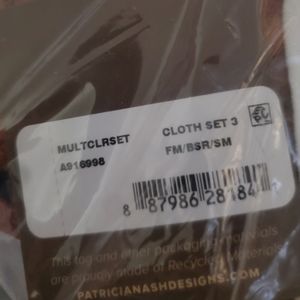 MULTCLRSET
A916998
CLOTH SET 3
FM/BSR/SM
8 87986 28184
This tag and other packaging materials
are proudly made of Recycled Materials
PATRICIANASHDESIGNS.COM